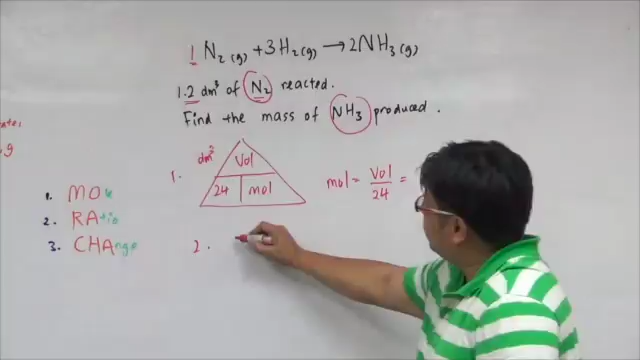 1 N₂(g) + 3H₂(g) → 2NH₃(g)
1.2 dm³ of N₂ reacted.
Find the mass of NH₃ produced.
1. MOle
2. RAtio
3. CHAnge
1.
dm³
Vol
24 mol
mol = Vol/24 =
2.